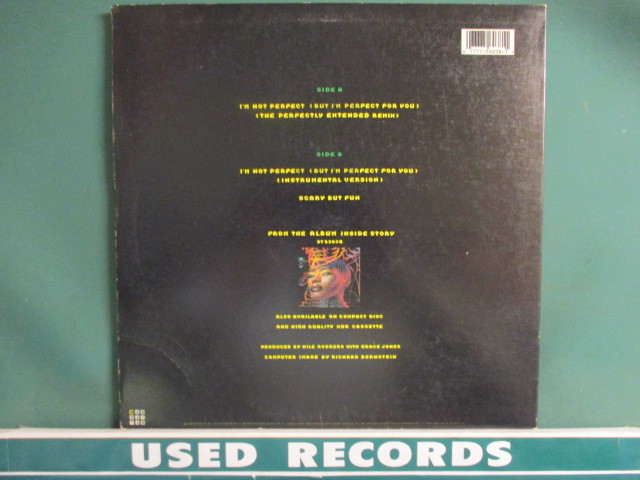 SIDE A
I'M NOT PERFECT (BUT I'M PERFECT FOR YOU)
(THE PERFECTLY EXTENDED REMIX)
SIDE B
I'M NOT PERFECT (BUT I'M PERFECT FOR YOU)
(INSTRUMENTAL VERSION)
SCARY BUT FUN
FROM THE ALBUM INSIDE STORY
ST 53038
ALSO AVAILABLE ON COMPACT DISC
AND HIGH QUALITY XDR CASSETTE
PRODUCED BY NILE RODGERS WITH GRACE JONES
COMPUTER IMAGE BY RICHARD BERNSTEIN
USED RECORDS